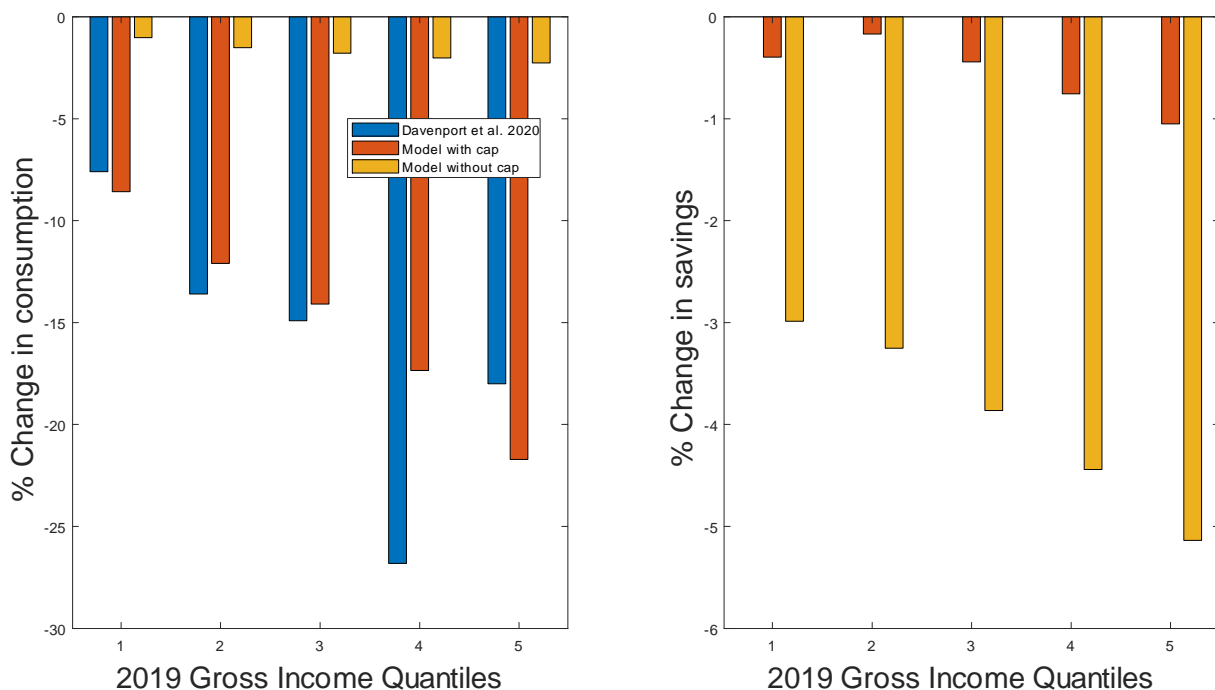 0
-5
-10
-15
-20
-25
-30
% Change in consumption
Davenport et al. 2020
Model with cap
Model without cap
1 2 3 4 5
2019 Gross Income Quantiles
0
-1
-2
-3
-4
-5
-6
% Change in savings
1 2 3 4 5
2019 Gross Income Quantiles